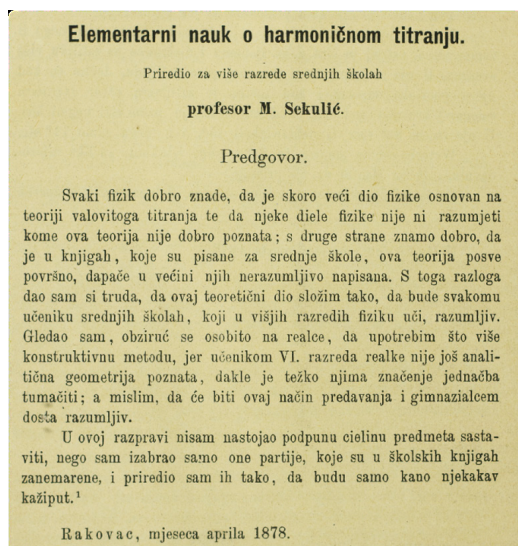 Elementarni nauk o harmoničnom titranju.
Priredio za više razrede srednjih školah
profesor M. Sekulić.
Predgovor.
Svaki fizik dobro znade, da je skoro veći dio fizike osnovan na
teoriji valovitoga titranja te da njeke diele fizike nije ni razumjeti
kome ova teorija nije dobro poznata; s druge strane znamo dobro, da
je u knjigah, koje su pisane za srednje škole, ova teorija posve
površno, dapače u većini njih nerazumljivo napisana. S toga razloga
dao sam si truda, da ovaj teoretični dio složim tako, da bude svakomu
učeniku srednjih školah, koji u višjih razredih fiziku uči, razumljiv.
Gledao sam, obziruć se osobito na realce, da upotrebim što više
konstruktivnu metodu, jer učenikom VI. razreda realke nije još anali-
tična geometrija poznata, dakle je težko njima značenje jednačba
tumačiti; a mislim, da će biti ovaj način predavanja i gimnazialcem
dosta razumljiv.
U ovoj razpravi nisam nastojao podpunu cielinu predmeta sasta-
viti, nego sam izabrao samo one partije, koje su u školskih knjigah
zanemarene, i priredio sam ih tako, da budu samo kano njekakav
kažiput.¹
Rakovac, mjeseca aprila 1878.